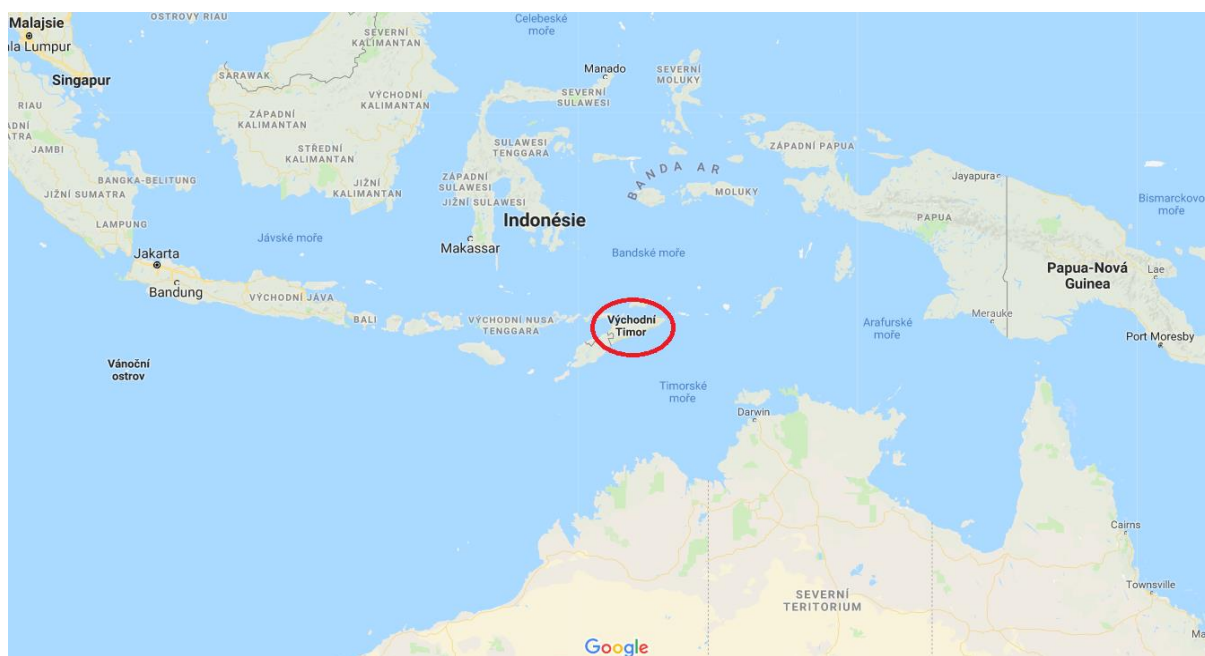 OSTROVY RIAU
Celebeské
moře
Malajsie
Kuala Lumpur
SEVERNÍ
KALIMANTAN
Singapur
SARAWAK
Manado
SEVERNÍ
MOLUKY
RIAU
VÝCHODNÍ
KALIMANTAN
SEVERNÍ
SULAWESI
ZÁPADNÍ
KALIMANTAN
STŘEDNÍ
KALIMANTAN
SULAWESI
TENGGARA
ZÁPADNÍ PAPUA
JAMBI
BANDA AR
BANGKA-BELITUNG
JIŽNÍ
KALIMANTAN
ZÁPADNÍ
SULAWESI
MOLUKY
Jayapura
JIŽNÍ SUMATRA
JIŽNÍ SULAWESI
Bismarckovo
moře
LAMPUNG
Indonésie
PAPUA
Jávské moře
Makassar
Bandské moře
Jakarta
Papua-Nová
Guinea
Lae
Bandung
VÝCHODNÍ JÁVA
BALI
VÝCHODNÍ NUSA
TENGGARA
Východní
Timor
Arafurské
moře
Merauke
Port Moresby
Vánoční
ostrov
Timorské
moře
Darwin
Cairns
Townsville
SEVERNÍ
TERITORIUM
Google